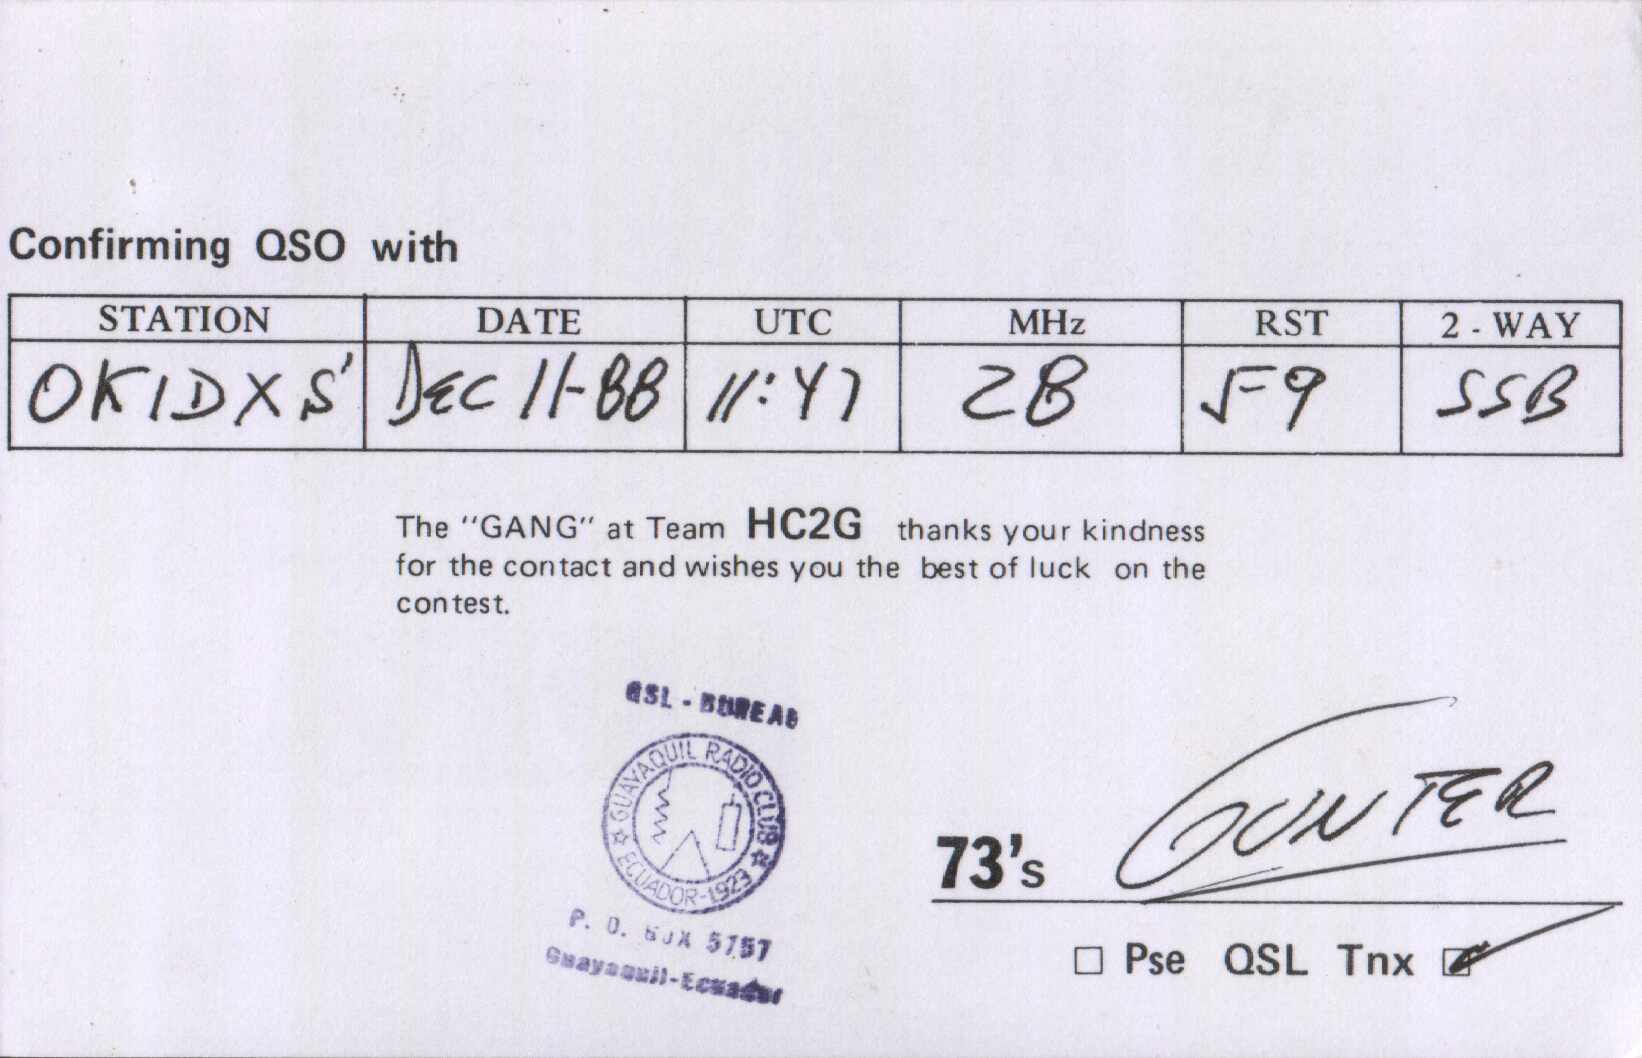 Confirming QSO with
STATION DATE UTC MHz RST 2-WAY
OK1DXS' DEC 11-88 11:47 28 59 SSB
The "GANG" at Team HC2G thanks your kindness
for the contact and wishes you the best of luck on the
contest.
QSL - BUREAU
GUAYAQUIL RADIO CLUB
ECUADOR-1923
P. O. BOX 5757
Guayaquil-Ecuador
GUNTER
73's
Pse QSL Tnx